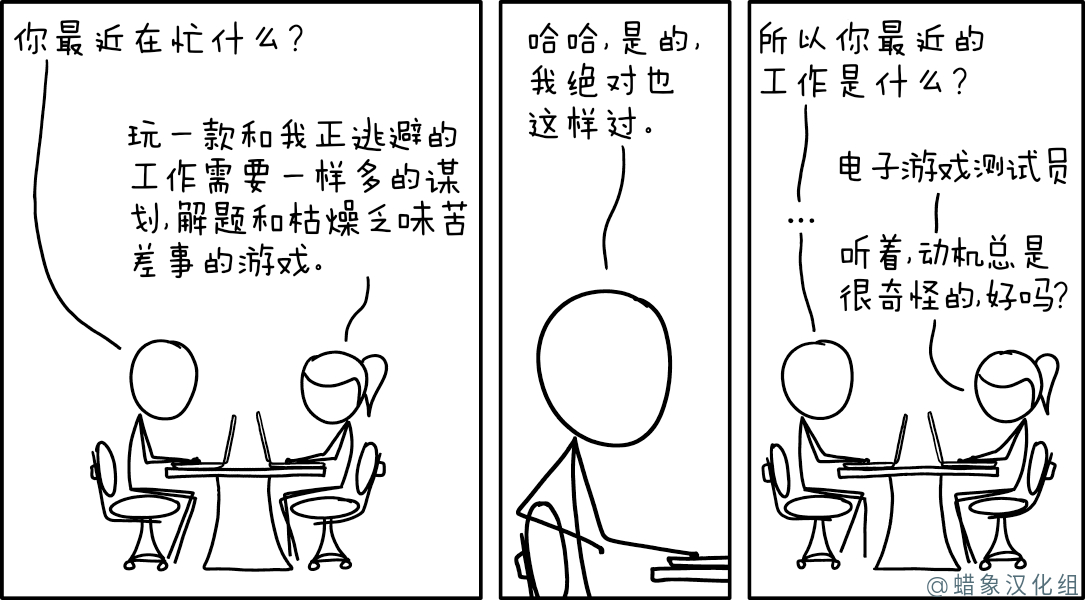 你最近在忙什么?
玩一款和我正逃避的
工作需要一样多的谋
划,解题和枯燥乏味苦
差事的游戏。
哈哈,是的,
我绝对也
这样过。
所以你最近的
工作是什么?
电子游戏测试员
...
听着,动机总是
很奇怪的,好吗?
@蜡象汉化组